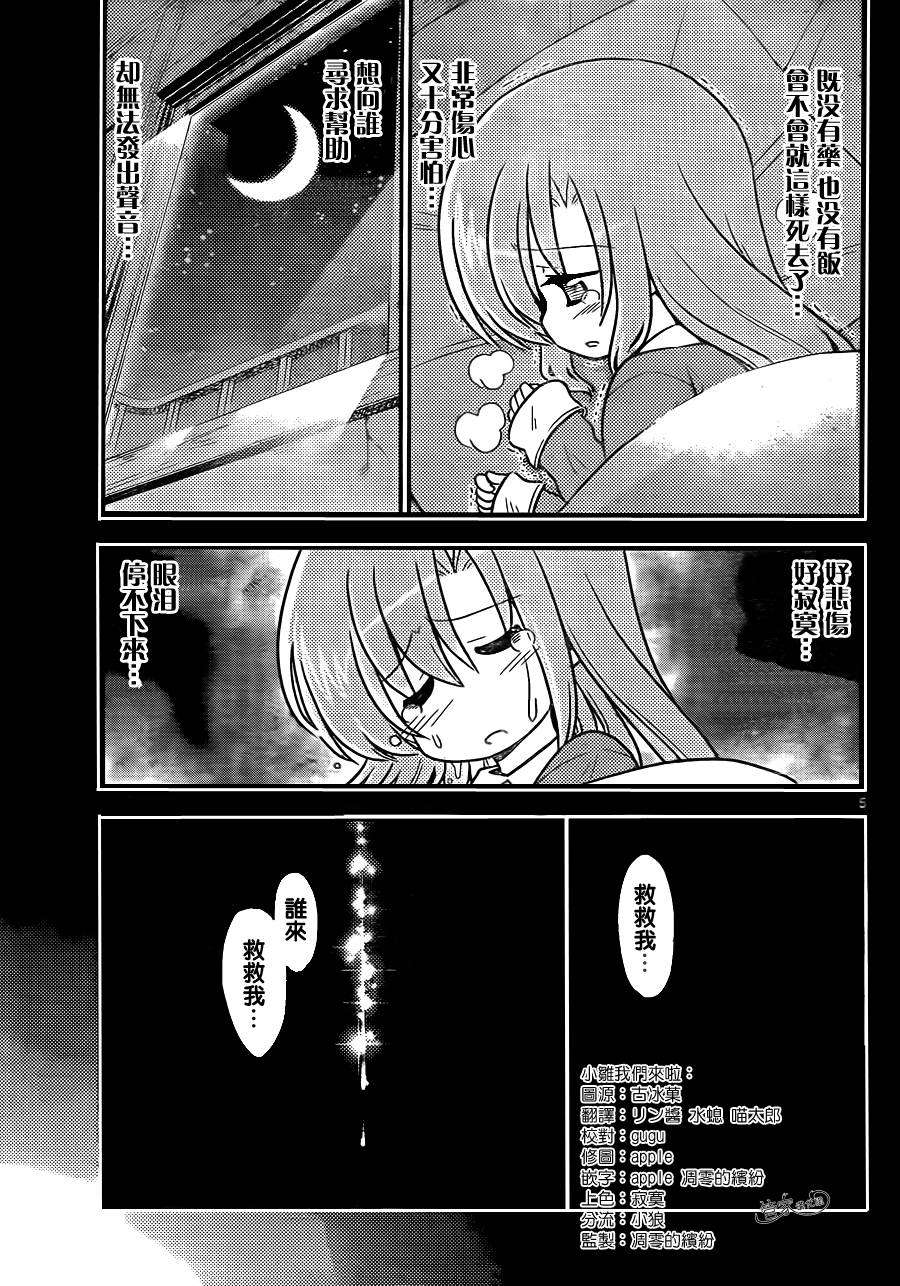 既没有藥 也没有飯
會不會就這樣死去了…
非常傷心
又十分害怕…
想向誰
尋求幫助
却無法發出聲音…
好悲傷
好寂寞…
眼泪
停不下來…
5
救救我…
誰來
救救我…
小雛我們來啦：
圖源：古冰菓
翻譯：リン醬 水螅 喵太郎
校對：gugu
修圖：apple
嵌字：apple 凋零的繽紛
上色：寂寞
分流：小狼
監製：凋零的繽紛